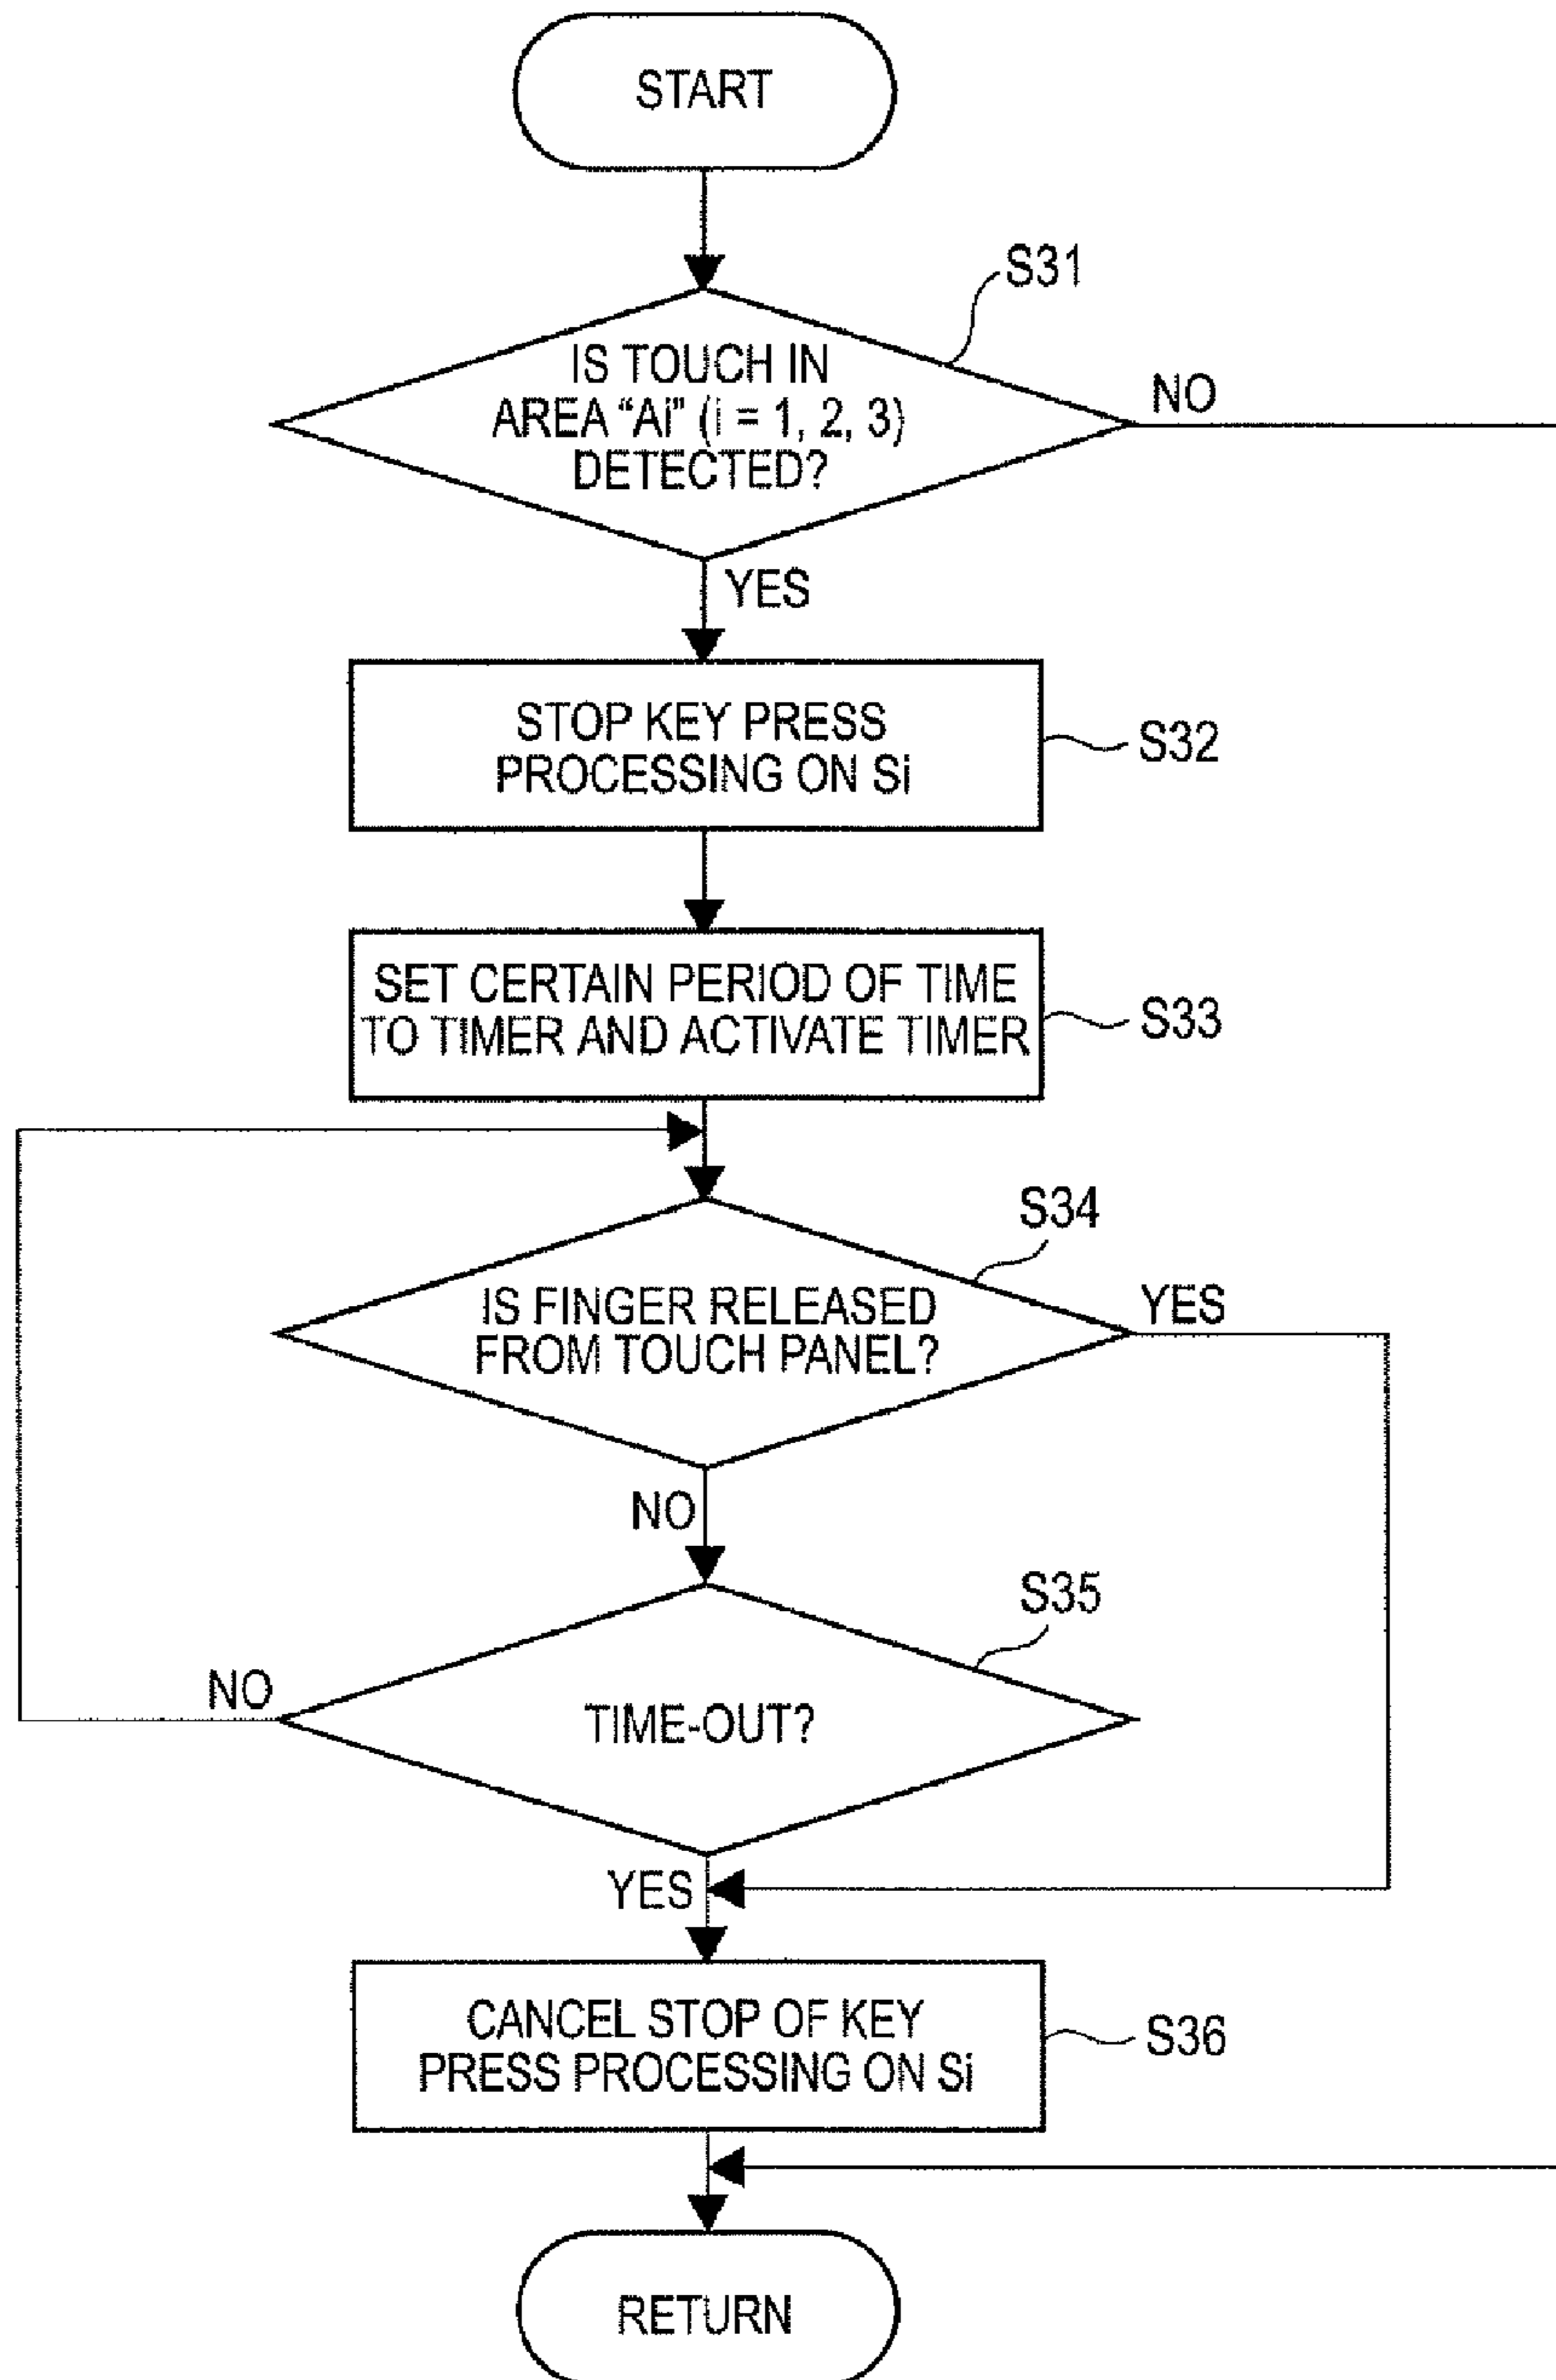 START
S31
IS TOUCH IN
AREA “Ai” (i = 1, 2, 3)
DETECTED?
NO
YES
STOP KEY PRESS
PROCESSING ON Si
S32
SET CERTAIN PERIOD OF TIME
TO TIMER AND ACTIVATE TIMER
S33
S34
IS FINGER RELEASED
FROM TOUCH PANEL?
YES
NO
S35
TIME-OUT?
NO
YES
CANCEL STOP OF KEY
PRESS PROCESSING ON Si
S36
RETURN